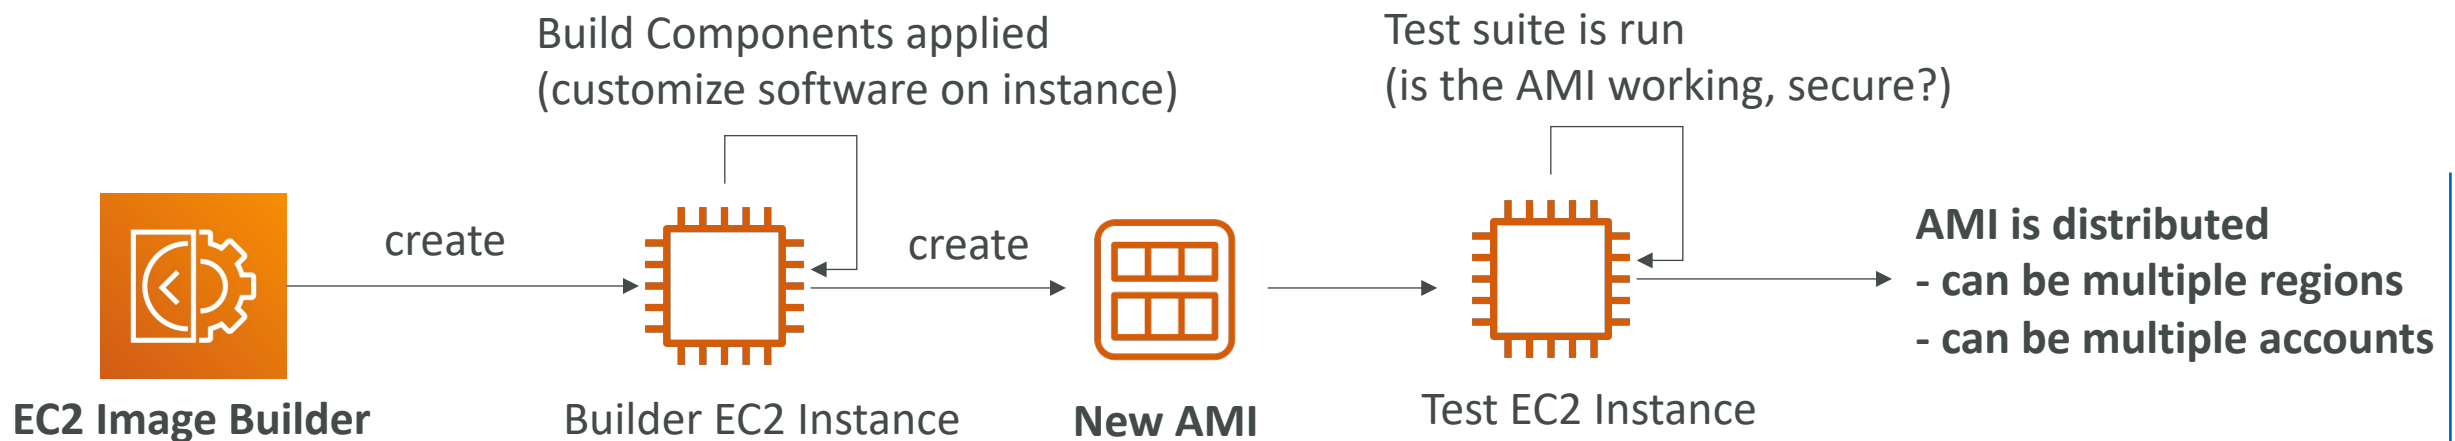 Build Components applied
(customize software on instance)
Test suite is run
(is the AMI working, secure?)
create
create
AMI is distributed
- can be multiple regions
- can be multiple accounts
EC2 Image Builder
Builder EC2 Instance
New AMI
Test EC2 Instance